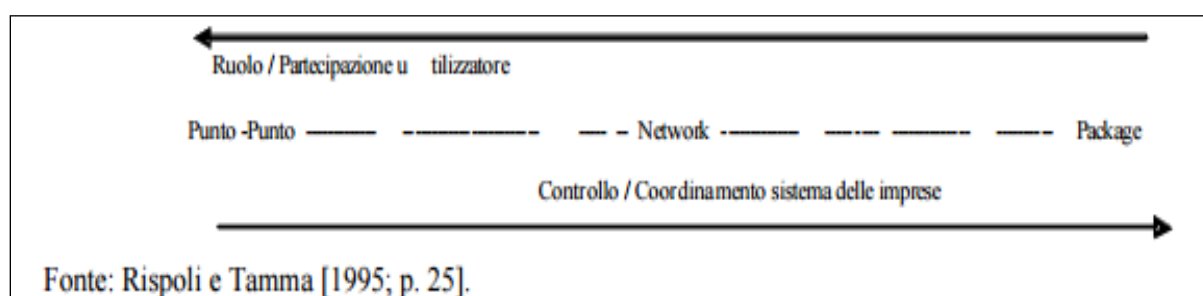 Ruolo / Partecipazione u tilizzatore
Punto -Punto Network Package
Controllo / Coordinamento sistema delle imprese
Fonte: Rispoli e Tamma [1995; p. 25].